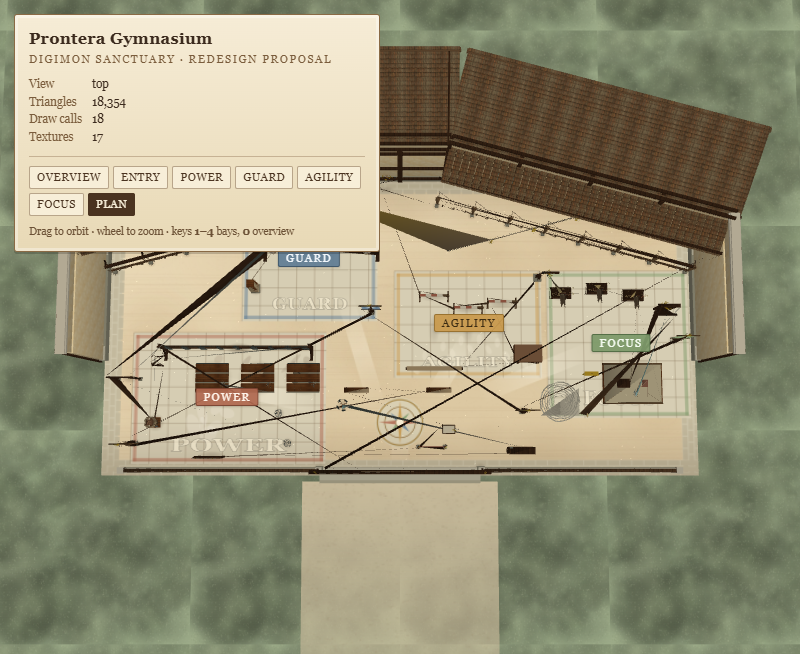 Prontera Gymnasium
DIGIMON SANCTUARY · REDESIGN PROPOSAL
View top
Triangles 18,354
Draw calls 18
Textures 17
OVERVIEW ENTRY POWER GUARD AGILITY
FOCUS PLAN
Drag to orbit · wheel to zoom · keys 1–4 bays, 0 overview
GUARD
GUARD
AGILITY
FOCUS
AGILITY
POWER
POWER